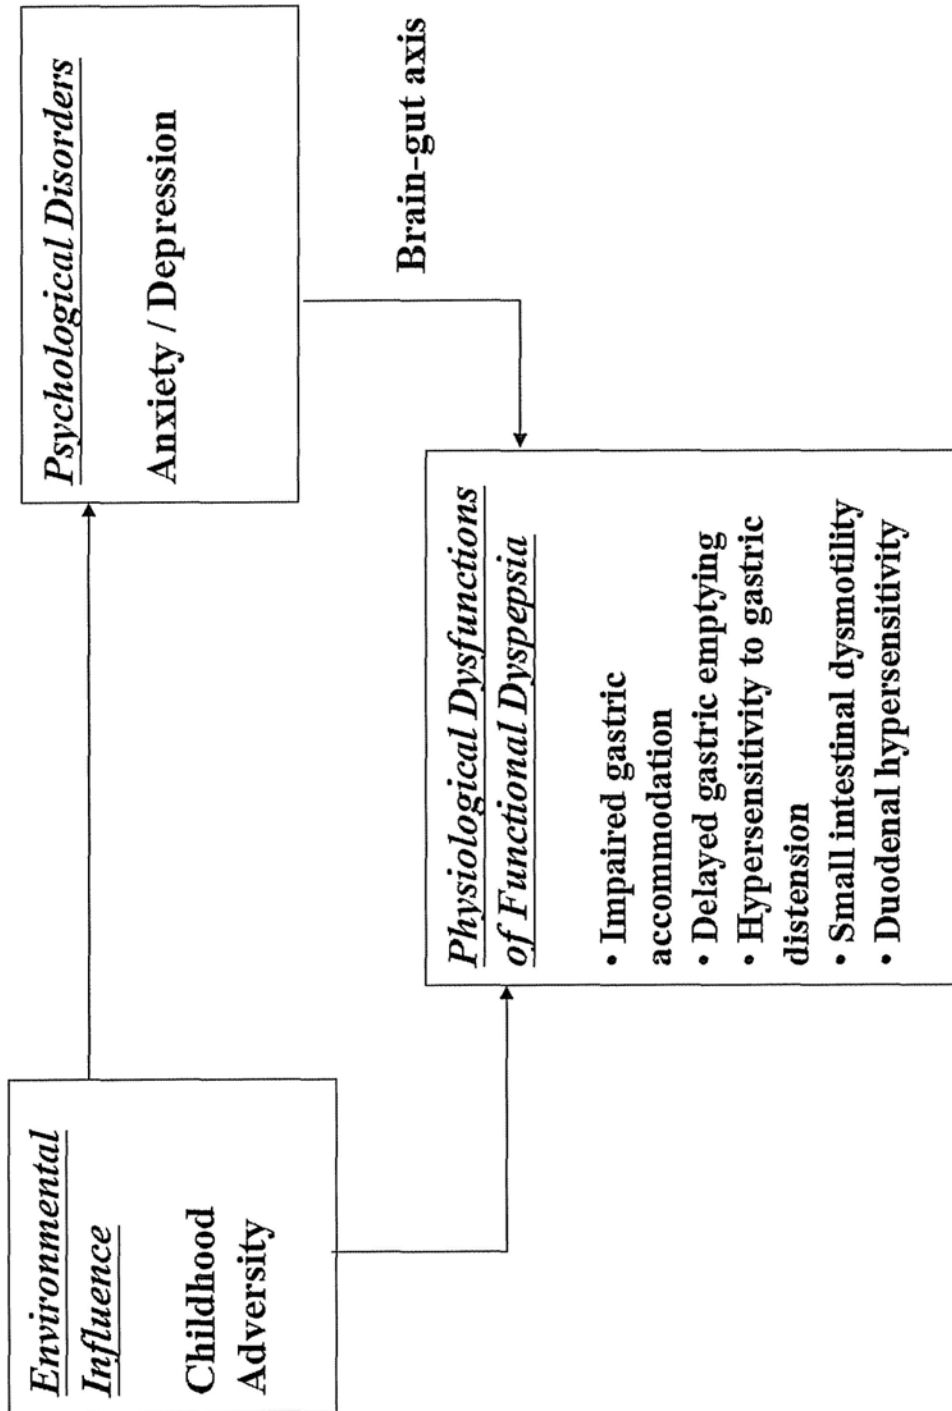 Environmental
Influence
Childhood
Adversity
Psychological Disorders
Anxiety / Depression
Brain-gut axis
Physiological Dysfunctions
of Functional Dyspepsia
• Impaired gastric
accommodation
• Delayed gastric emptying
• Hypersensitivity to gastric
distension
• Small intestinal dysmotility
• Duodenal hypersensitivity